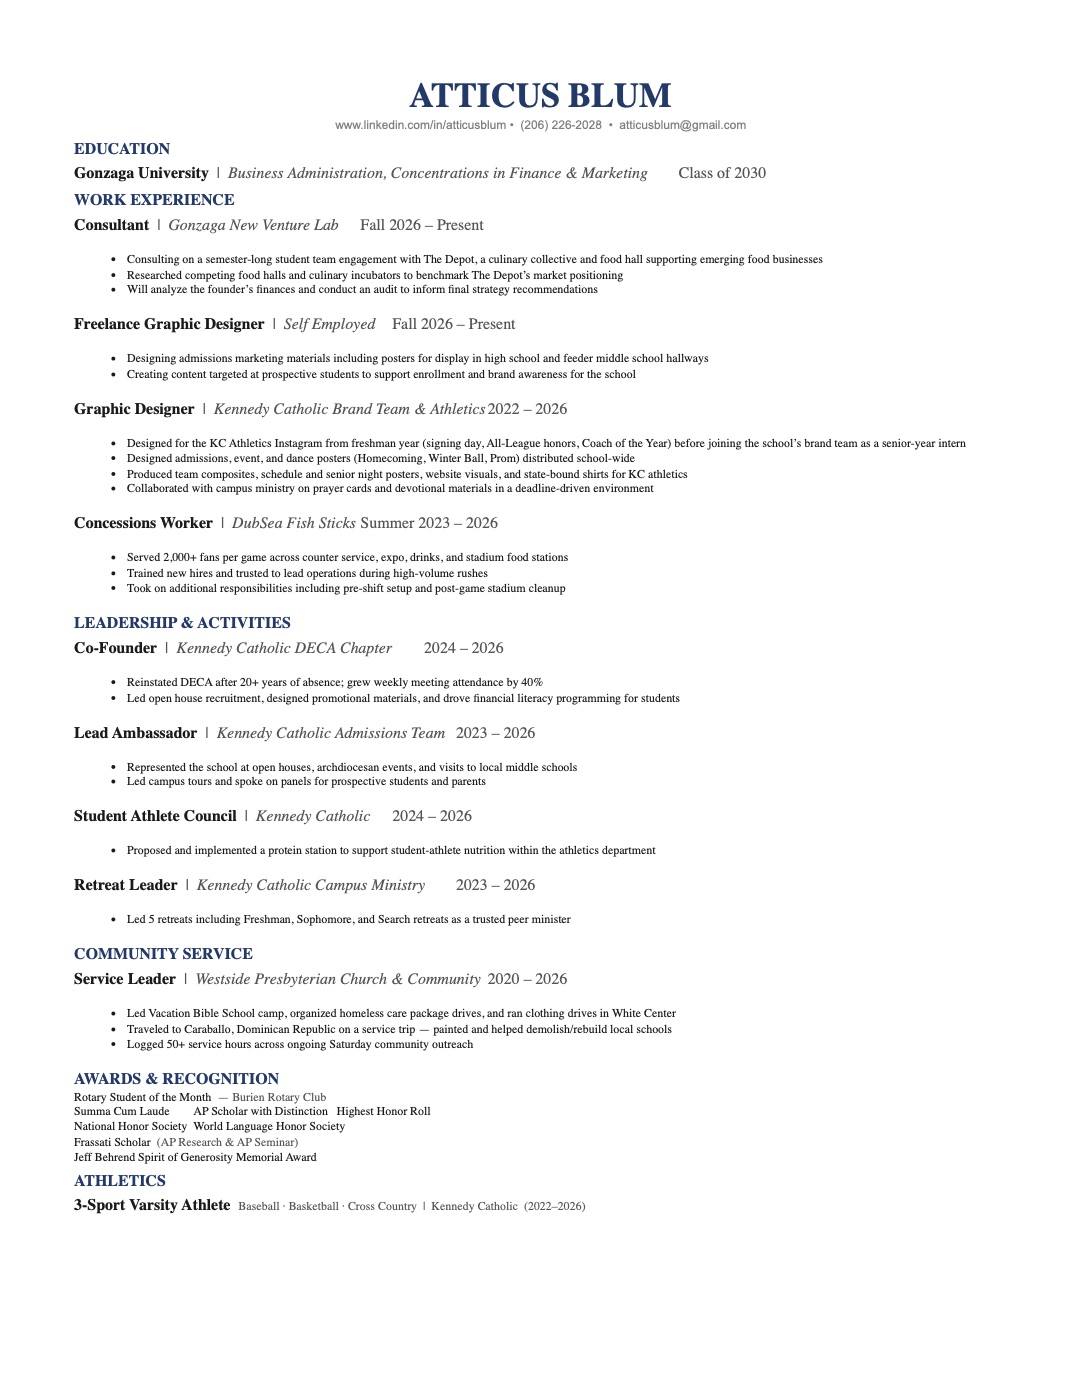 ATTICUS BLUM
www.linkedin.com/in/atticusblum • (206) 226-2028 • atticusblum@gmail.com
EDUCATION
Gonzaga University | Business Administration, Concentrations in Finance & Marketing Class of 2030
WORK EXPERIENCE
Consultant | Gonzaga New Venture Lab Fall 2026 – Present
• Consulting on a semester-long student team engagement with The Depot, a culinary collective and food hall supporting emerging food businesses
• Researched competing food halls and culinary incubators to benchmark The Depot’s market positioning
• Will analyze the founder’s finances and conduct an audit to inform final strategy recommendations
Freelance Graphic Designer | Self Employed Fall 2026 – Present
• Designing admissions marketing materials including posters for display in high school and feeder middle school hallways
• Creating content targeted at prospective students to support enrollment and brand awareness for the school
Graphic Designer | Kennedy Catholic Brand Team & Athletics 2022 – 2026
• Designed for the KC Athletics Instagram from freshman year (signing day, All-League honors, Coach of the Year) before joining the school’s brand team as a senior-year intern
• Designed admissions, event, and dance posters (Homecoming, Winter Ball, Prom) distributed school-wide
• Produced team composites, schedule and senior night posters, website visuals, and state-bound shirts for KC athletics
• Collaborated with campus ministry on prayer cards and devotional materials in a deadline-driven environment
Concessions Worker | DubSea Fish Sticks Summer 2023 – 2026
• Served 2,000+ fans per game across counter service, expo, drinks, and stadium food stations
• Trained new hires and trusted to lead operations during high-volume rushes
• Took on additional responsibilities including pre-shift setup and post-game stadium cleanup
LEADERSHIP & ACTIVITIES
Co-Founder | Kennedy Catholic DECA Chapter 2024 – 2026
• Reinstated DECA after 20+ years of absence; grew weekly meeting attendance by 40%
• Led open house recruitment, designed promotional materials, and drove financial literacy programming for students
Lead Ambassador | Kennedy Catholic Admissions Team 2023 – 2026
• Represented the school at open houses, archdiocesan events, and visits to local middle schools
• Led campus tours and spoke on panels for prospective students and parents
Student Athlete Council | Kennedy Catholic 2024 – 2026
• Proposed and implemented a protein station to support student-athlete nutrition within the athletics department
Retreat Leader | Kennedy Catholic Campus Ministry 2023 – 2026
• Led 5 retreats including Freshman, Sophomore, and Search retreats as a trusted peer minister
COMMUNITY SERVICE
Service Leader | Westside Presbyterian Church & Community 2020 – 2026
• Led Vacation Bible School camp, organized homeless care package drives, and ran clothing drives in White Center
• Traveled to Caraballo, Dominican Republic on a service trip — painted and helped demolish/rebuild local schools
• Logged 50+ service hours across ongoing Saturday community outreach
AWARDS & RECOGNITION
Rotary Student of the Month — Burien Rotary Club
Summa Cum Laude AP Scholar with Distinction Highest Honor Roll
National Honor Society World Language Honor Society
Frassati Scholar (AP Research & AP Seminar)
Jeff Behrend Spirit of Generosity Memorial Award
ATHLETICS
3-Sport Varsity Athlete Baseball · Basketball · Cross Country | Kennedy Catholic (2022–2026)